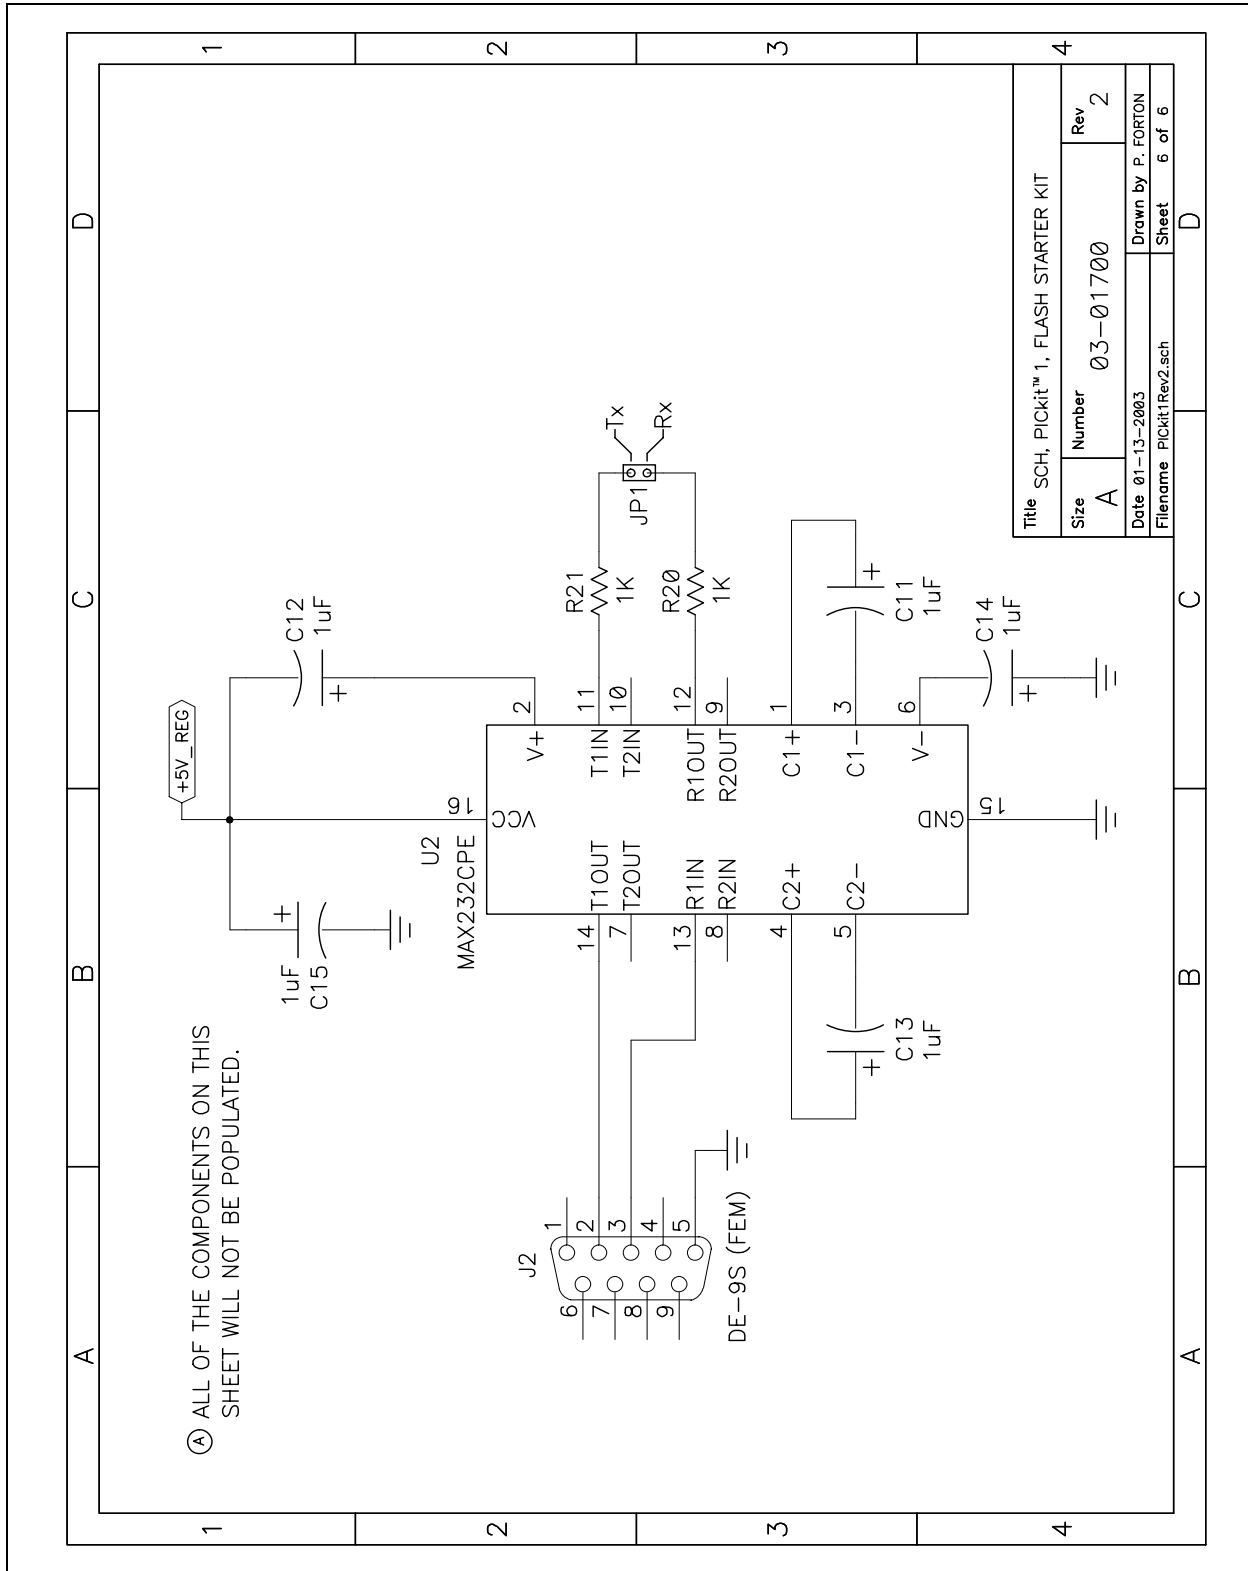 1
2
3
4
D
C
B
A
Ⓐ ALL OF THE COMPONENTS ON THIS
SHEET WILL NOT BE POPULATED.
+5V_REG
1uF
C15
C12
1uF
U2
MAX232CPE
16
VCC
2
V+
14
T1OUT
T1IN
11
7
T2OUT
T2IN
10
13
R1IN
R1OUT
12
8
R2IN
R2OUT
9
4
C2+
C1+
1
5
C2-
C1-
3
V-
6
GND
15
R21
1K
R20
1K
JP1
Tx
Rx
C11
1uF
C14
1uF
C13
1uF
J2
1
2
3
4
5
6
7
8
9
DE-9S (FEM)
Title
SCH, PICkit™ 1, FLASH STARTER KIT
Size
A
Number
03-01700
Rev
2
Date 01-13-2003
Drawn by P. FORTON
Filename PICkit1Rev2.sch
Sheet 6 of 6
A
B
C
D
1
2
3
4